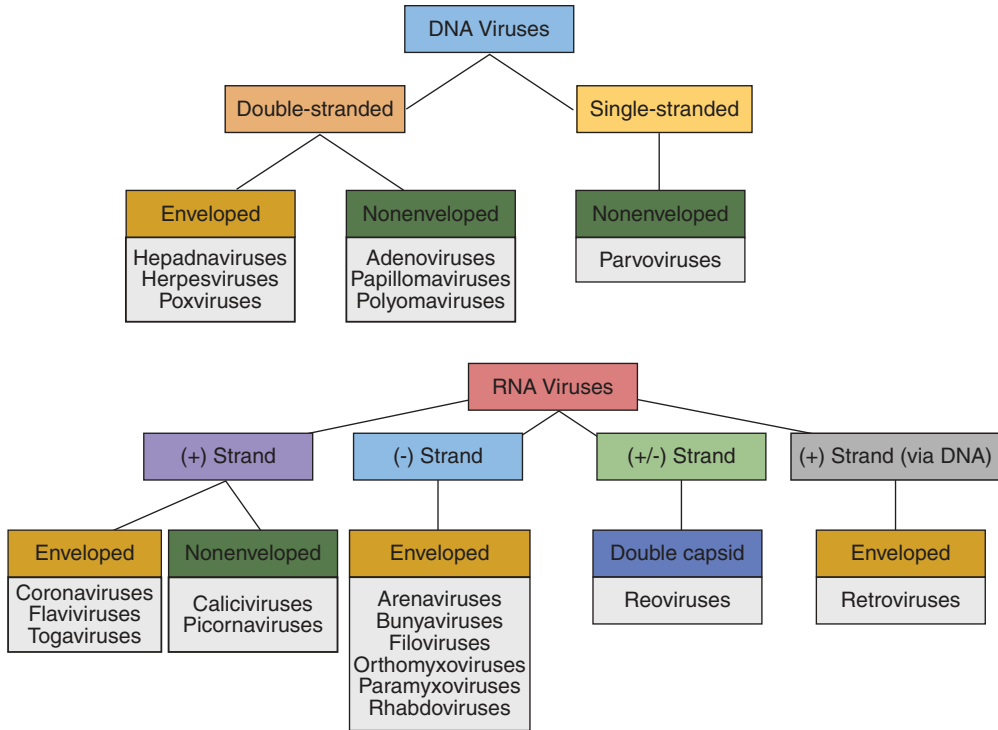 DNA Viruses
Double-stranded
Single-stranded
Enveloped
Hepadnaviruses
Herpesviruses
Poxviruses
Nonenveloped
Adenoviruses
Papillomaviruses
Polyomaviruses
Nonenveloped
Parvoviruses
RNA Viruses
(+) Strand
(-) Strand
(+/-) Strand
(+) Strand (via DNA)
Enveloped
Coronaviruses
Flaviviruses
Togaviruses
Nonenveloped
Caliciviruses
Picornaviruses
Enveloped
Arenaviruses
Bunyaviruses
Filoviruses
Orthomyxoviruses
Paramyxoviruses
Rhabdoviruses
Double capsid
Reoviruses
Enveloped
Retroviruses